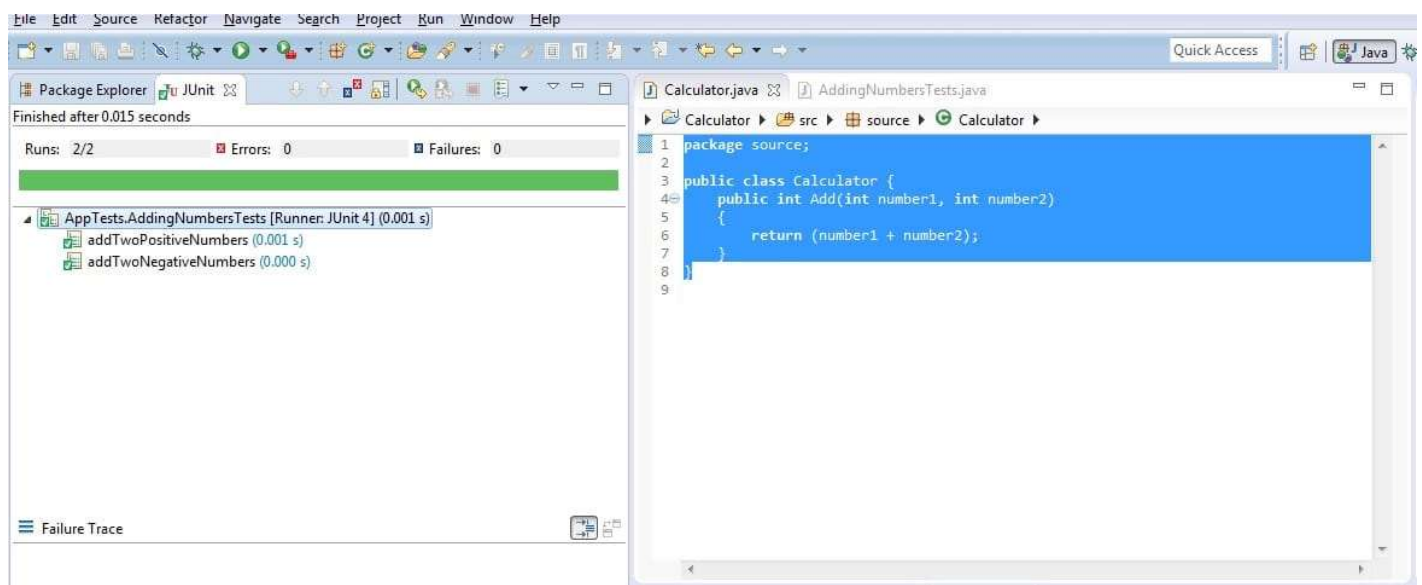 File Edit Source Refactor Navigate Search Project Run Window Help
Quick Access
Java
Package Explorer JUnit
Finished after 0.015 seconds
Runs: 2/2 Errors: 0 Failures: 0
AppTests.AddingNumbersTests [Runner: JUnit 4] (0.001 s)
addTwoPositiveNumbers (0.001 s)
addTwoNegativeNumbers (0.000 s)
Failure Trace
Calculator.java AddingNumbersTests.java
Calculator src source Calculator
1 package source;
2
3 public class Calculator {
4 public int Add(int number1, int number2)
5 {
6 return (number1 + number2);
7 }
8 }
9